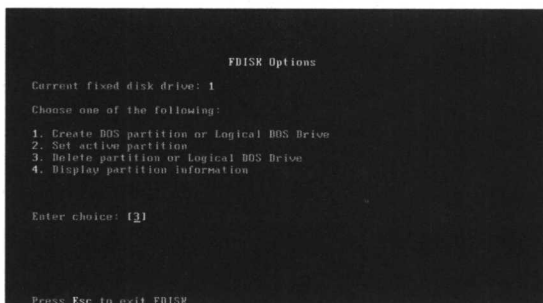 FDISK Options
Current fixed disk drive: 1
Choose one of the following:
1. Create DOS partition or Logical DOS Drive
2. Set active partition
3. Delete partition or Logical DOS Drive
4. Display partition information
Enter choice: [3]
Press Esc to exit FDISK